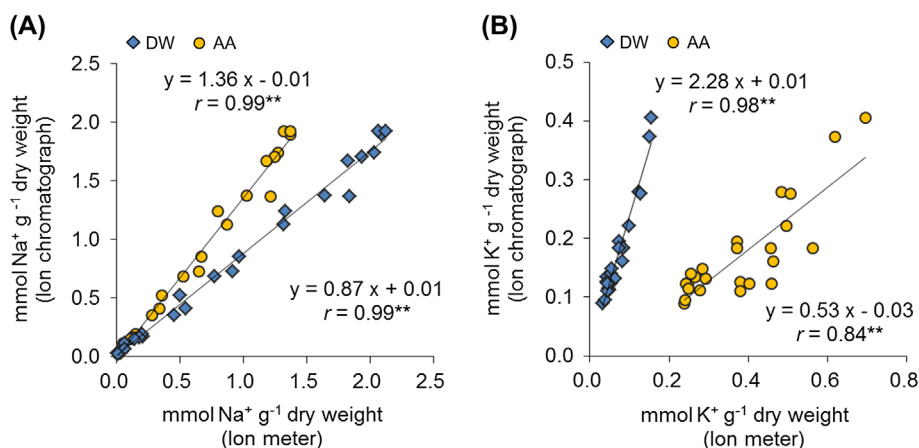 (A)
DW AA
y = 1.36 x - 0.01
r = 0.99**
y = 0.87 x + 0.01
r = 0.99**
2.5
2.0
1.5
1.0
0.5
0.0
0.0 0.5 1.0 1.5 2.0 2.5
mmol Na⁺ g⁻¹ dry weight
(Ion chromatograph)
mmol Na⁺ g⁻¹ dry weight
(Ion meter)
(B)
DW AA
y = 2.28 x + 0.01
r = 0.98**
y = 0.53 x - 0.03
r = 0.84**
0.5
0.4
0.3
0.2
0.1
0.0
0.0 0.2 0.4 0.6 0.8
mmol K⁺ g⁻¹ dry weight
(Ion chromatograph)
mmol K⁺ g⁻¹ dry weight
(Ion meter)